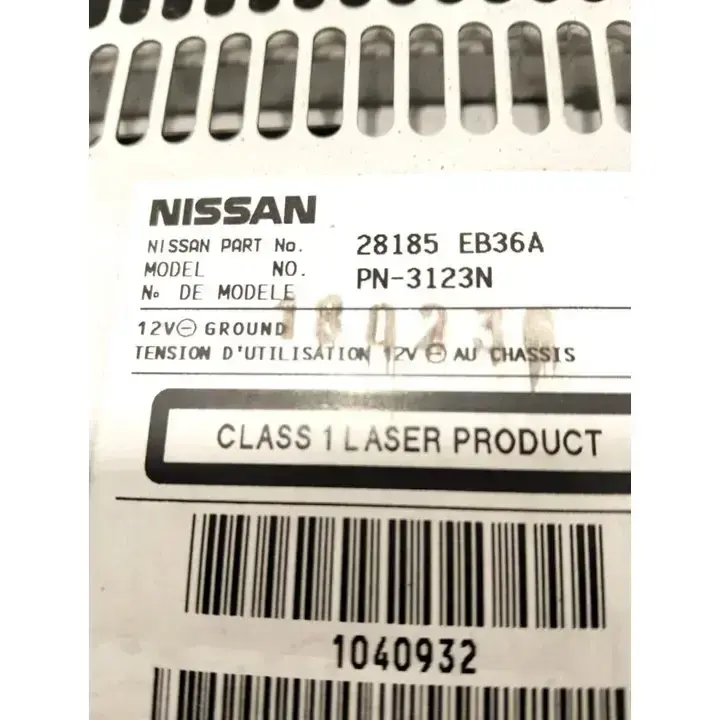 NISSAN
NISSAN PART No. 28185 EB36A
MODEL NO. PN-3123N
No DE MODELE
12V⊖ GROUND
TENSION D'UTILISATION 12V ⊖ AU CHASSIS
CLASS 1 LASER PRODUCT
1040932